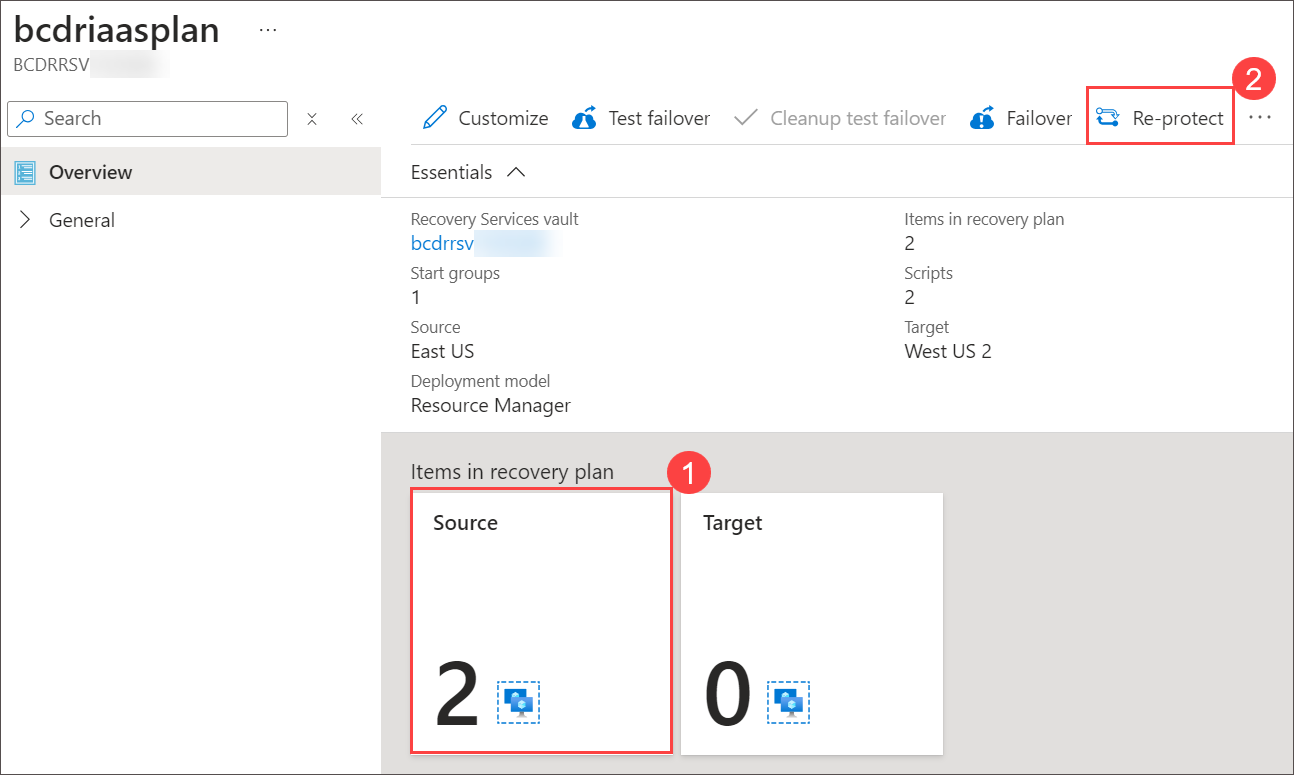 bcdriaasplan ...
BCDRRSV
2
Search
Customize Test failover Cleanup test failover Failover Re-protect ...
Overview
General
Essentials
Recovery Services vault
bcdrrsv
Items in recovery plan
2
Start groups
1
Scripts
2
Source
East US
Target
West US 2
Deployment model
Resource Manager
Items in recovery plan
1
Source
2
Target
0